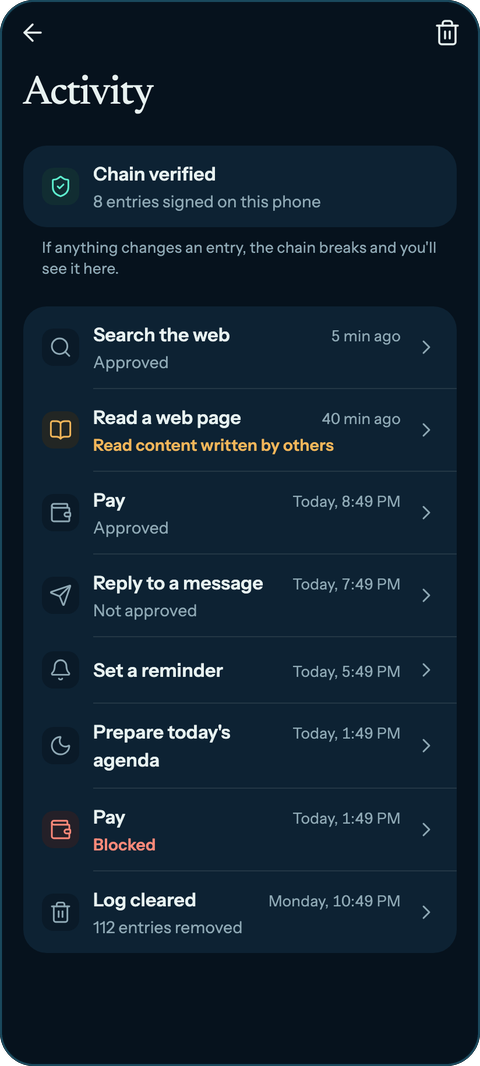 Activity
Chain verified
8 entries signed on this phone
If anything changes an entry, the chain breaks and you'll
see it here.
Search the web
5 min ago
Approved
Read a web page
40 min ago
Read content written by others
Pay
Today, 8:49 PM
Approved
Reply to a message
Today, 7:49 PM
Not approved
Set a reminder
Today, 5:49 PM
Prepare today's
Today, 1:49 PM
agenda
Pay
Today, 1:49 PM
Blocked
Log cleared
Monday, 10:49 PM
112 entries removed